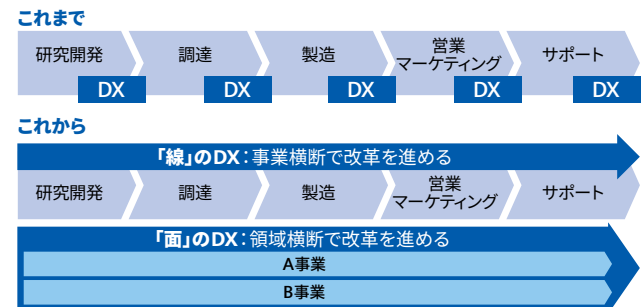 これまで
研究開発
調達
製造
営業
マーケティング
サポート
DX
DX
DX
DX
DX
これから
「線」のDX：事業横断で改革を進める
研究開発
調達
製造
営業
マーケティング
サポート
「面」のDX：領域横断で改革を進める
A事業
B事業